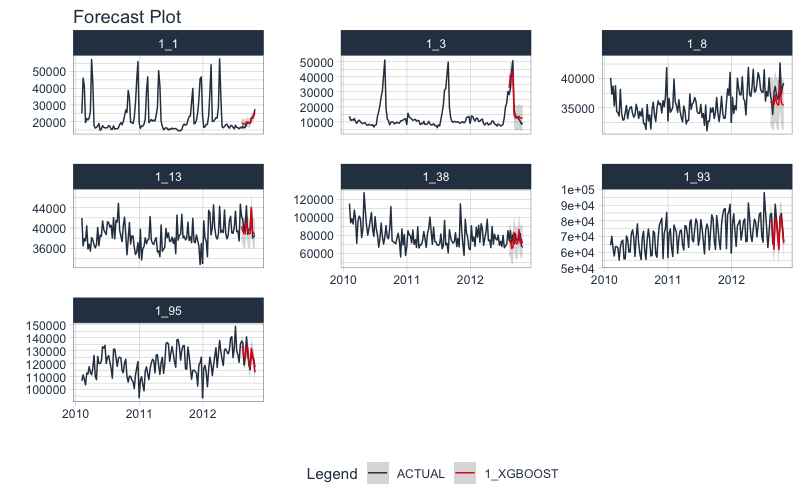 Forecast Plot
1_1
50000
40000
30000
20000
1_3
50000
40000
30000
20000
10000
1_8
40000
35000
1_13
44000
40000
36000
1_38
120000
100000
80000
60000
2010 2011 2012
1_93
1e+05
9e+04
8e+04
7e+04
6e+04
5e+04
2010 2011 2012
1_95
150000
140000
130000
120000
110000
100000
2010 2011 2012
Legend ACTUAL 1_XGBOOST